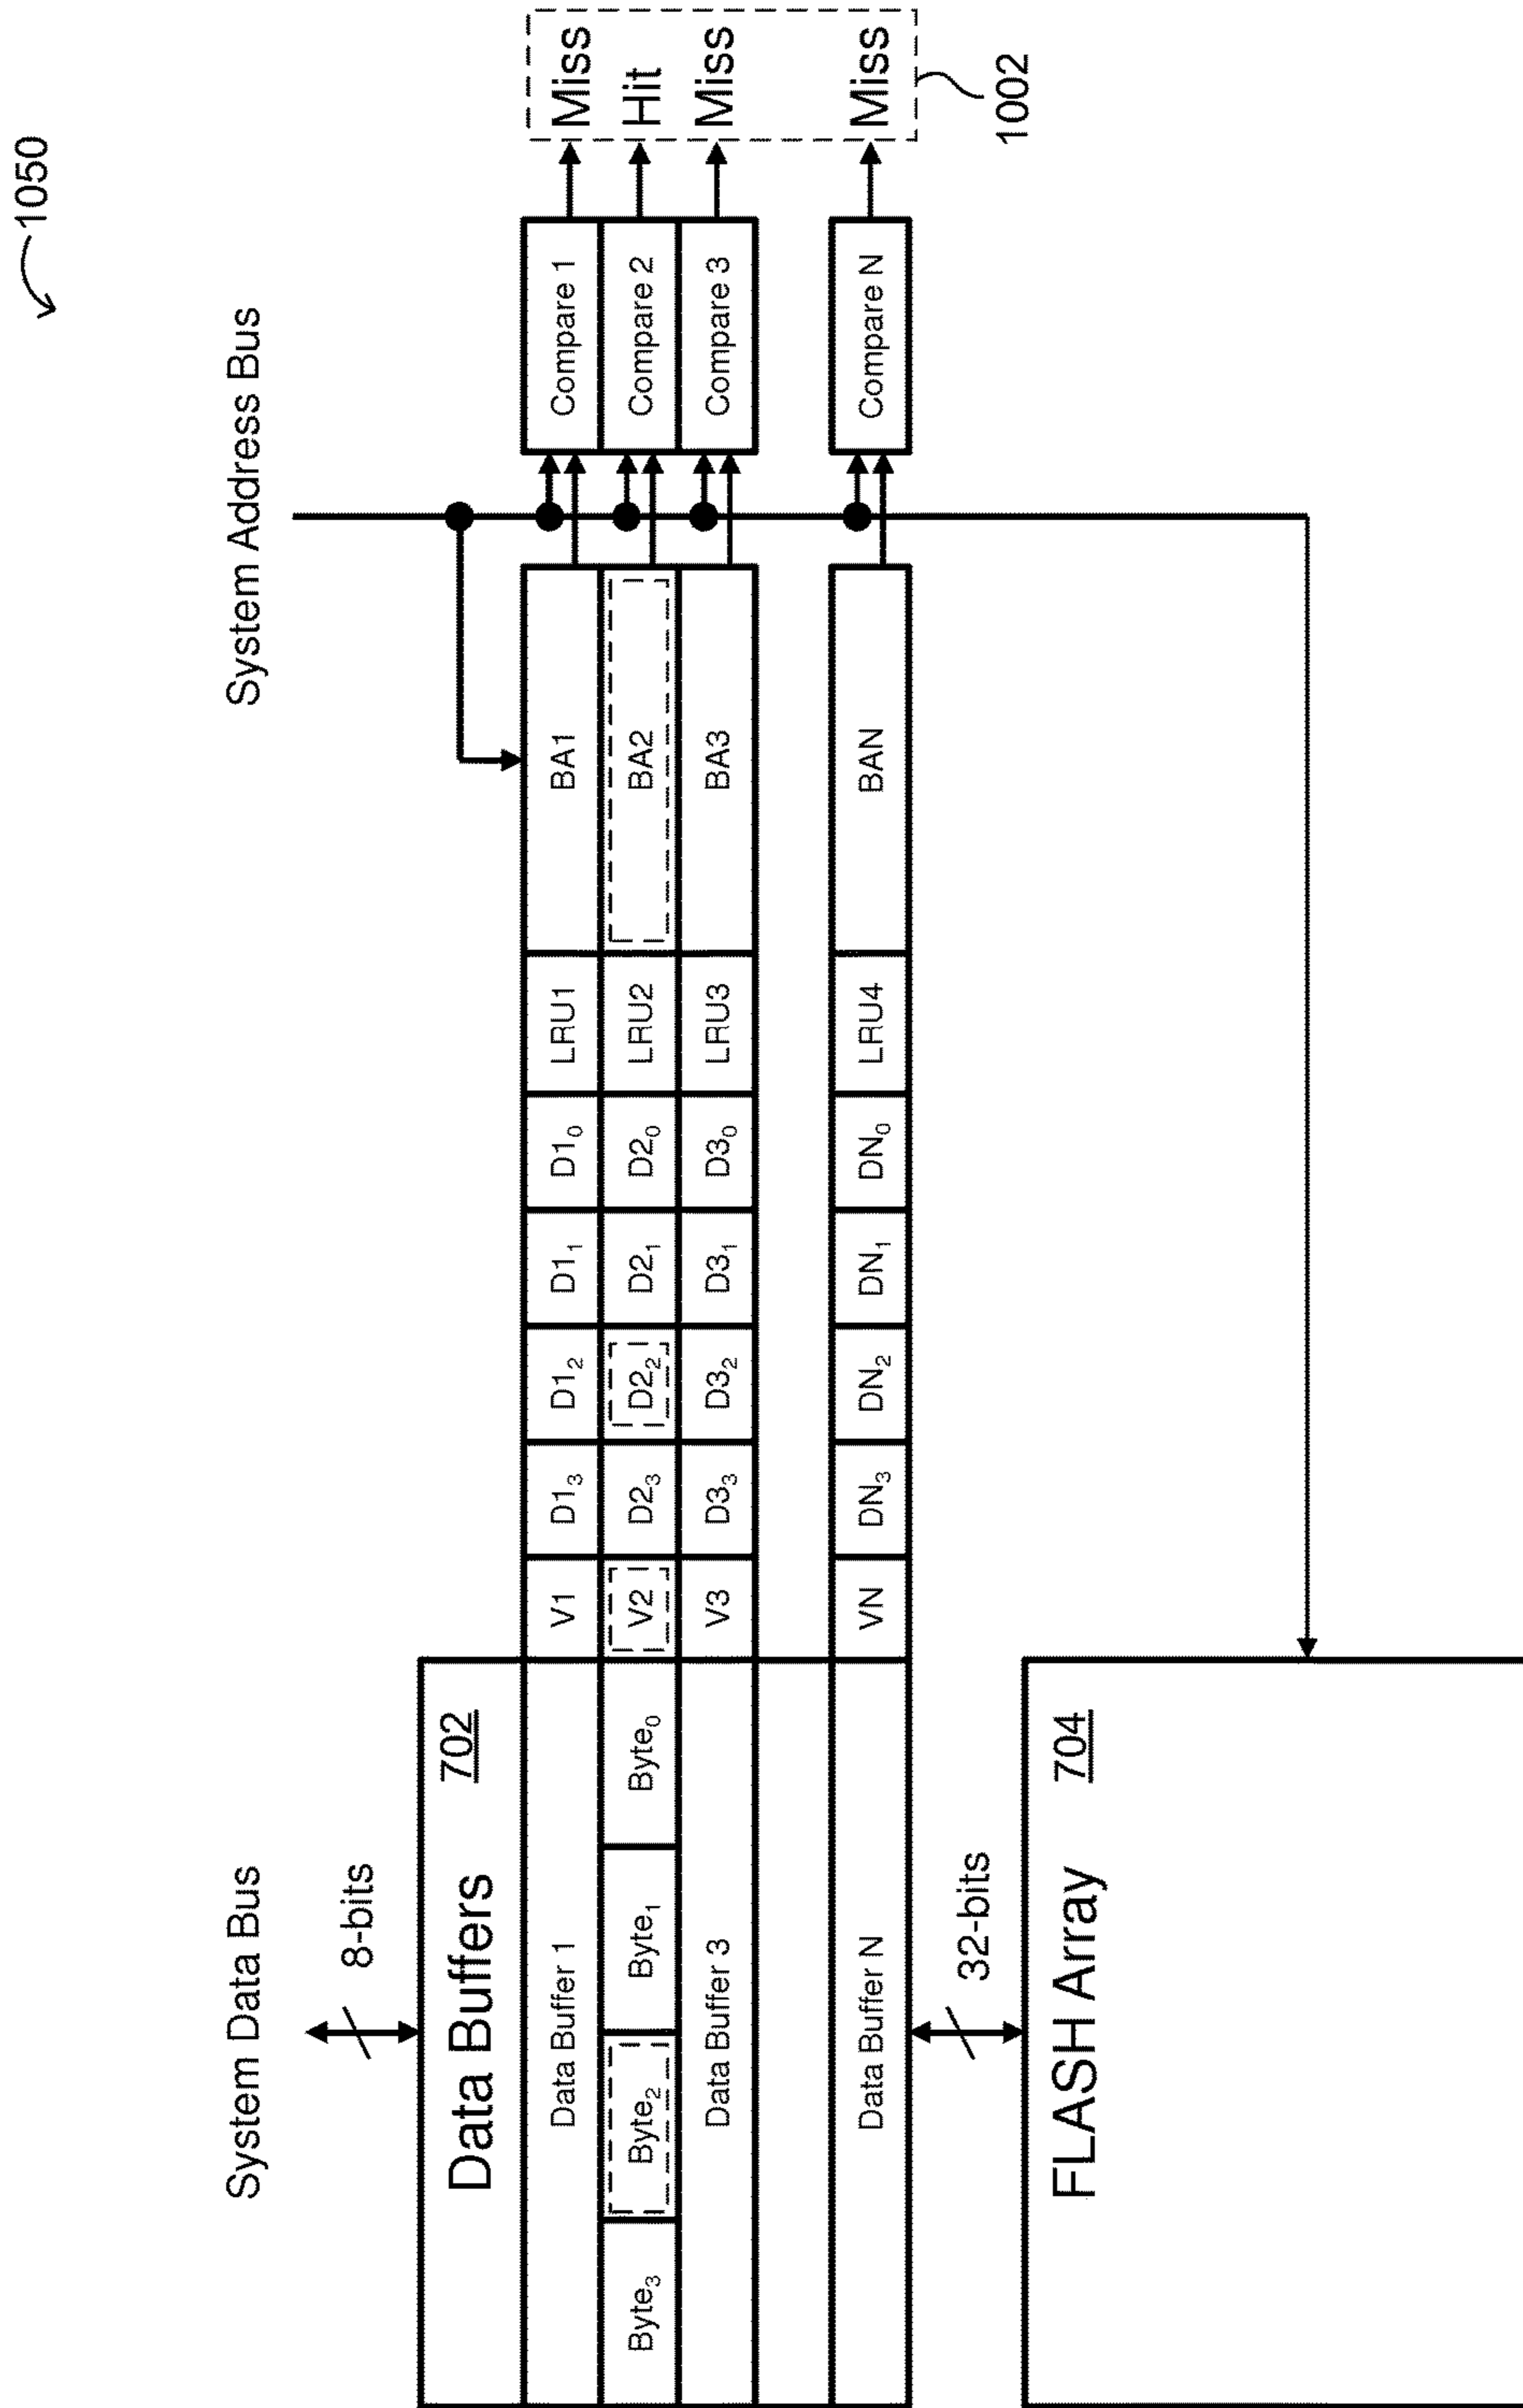 1050
System Data Bus
System Address Bus
8-bits
Data Buffers 702
Data Buffer 1 V1 D1₃ D1₂ D1₁ D1₀ LRU1 BA1 Compare 1 Miss
Byte₃ Byte₂ Byte₁ Byte₀ V2 D2₃ D2₂ D2₁ D2₀ LRU2 BA2 Compare 2 Hit
Data Buffer 3 V3 D3₃ D3₂ D3₁ D3₀ LRU3 BA3 Compare 3 Miss
Data Buffer N VN DN₃ DN₂ DN₁ DN₀ LRU4 BAN Compare N Miss
32-bits
1002
FLASH Array 704